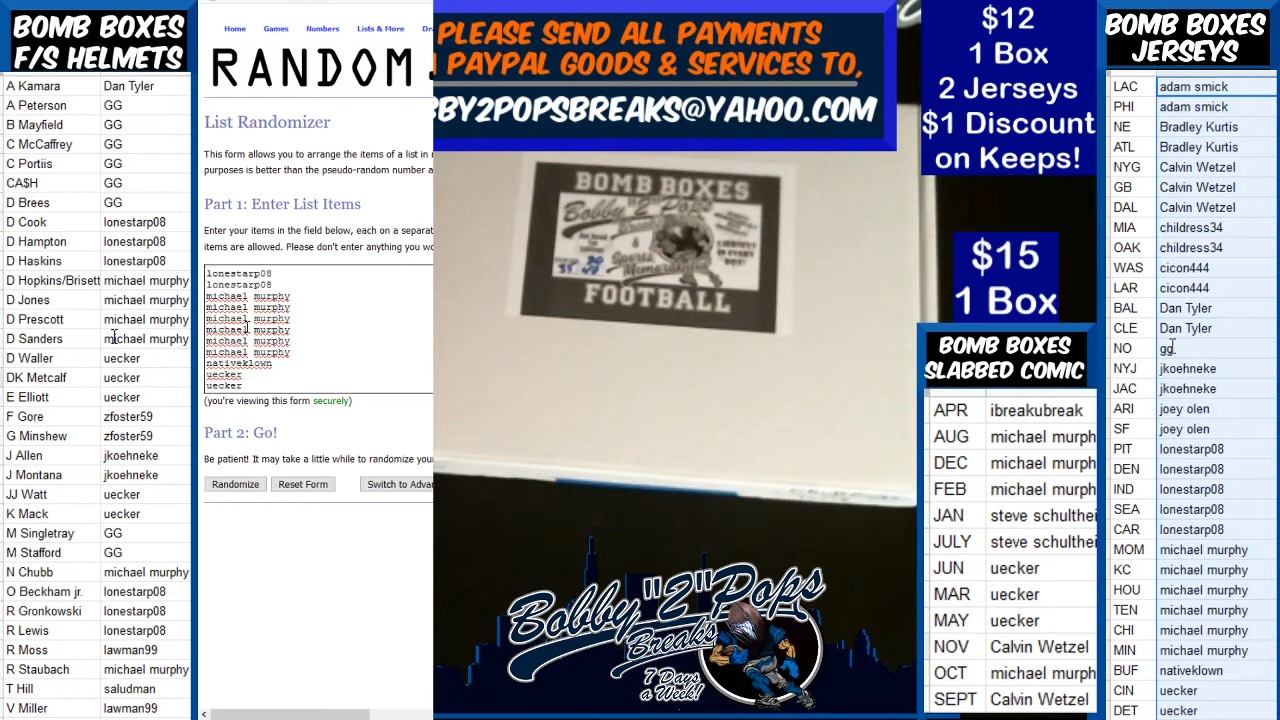 BOMB BOXES
F/S HELMETS
A Kamara Dan Tyler
A Peterson GG
B Mayfield GG
C McCaffrey GG
C Portiis GG
CA$H GG
D Brees GG
D Cook lonestarp08
D Hampton lonestarp08
D Haskins lonestarp08
D Hopkins/Brisett michael murphy
D Jones michael murphy
D Prescott michael murphy
D Sanders michael murphy
D Waller uecker
DK Metcalf uecker
E Elliott uecker
F Gore zfoster59
G Minshew zfoster59
J Allen jkoehneke
J Montana jkoehneke
JJ Watt uecker
K Mack uecker
M Singletray GG
M Stafford GG
N Chubb michael murphy
O Beckham jr. lonestarp08
R Gronkowski lonestarp08
R Lewis lonestarp08
R Moss lawman99
R Staubach michael murphy
T Hill saludman
V Miller lawman99
Home Games Numbers Lists & More
RANDOM
List Randomizer
This form allows you to arrange the items of a list in
purposes is better than the pseudo-random number a
Part 1: Enter List Items
Enter your items in the field below, each on a separat
items are allowed. Please don't enter anything you wo
lonestarp08
lonestarp08
michael murphy
michael murphy
michael murphy
michael murphy
michael murphy
michael murphy
nativeklown
uecker
uecker
(you're viewing this form securely)
Part 2: Go!
Be patient! It may take a little while to randomize your
Randomize Reset Form Switch to Advan
PLEASE SEND ALL PAYMENTS
PAYPAL GOODS & SERVICES TO,
BBY2POPSBREAKS@YAHOO.COM
BOMB BOXES
Bobby "2" Pops
Breaks
&
Sports
Memorabilia
FOOTBALL
Bobby "2" Pops
Breaks
7 Days
a Week!
$12
1 Box
2 Jerseys
$1 Discount
on Keeps!
$15
1 Box
BOMB BOXES
SLABBED COMIC
APR ibreakubreak
AUG michael murph
DEC michael murph
FEB michael murph
JAN steve schulthei
JULY steve schulthei
JUN uecker
MAR uecker
MAY uecker
NOV Calvin Wetzel
OCT michael murph
SEPT Calvin Wetzel
BOMB BOXES
JERSEYS
LAC adam smick
PHI adam smick
NE Bradley Kurtis
ATL Bradley Kurtis
NYG Calvin Wetzel
GB Calvin Wetzel
DAL Calvin Wetzel
MIA childress34
OAK childress34
WAS cicon444
LAR cicon444
BAL Dan Tyler
CLE Dan Tyler
NO gg
NYJ jkoehneke
JAC jkoehneke
ARI joey olen
SF joey olen
PIT lonestarp08
DEN lonestarp08
IND lonestarp08
SEA lonestarp08
CAR lonestarp08
MOM michael murphy
KC michael murphy
HOU michael murphy
TEN michael murphy
CHI michael murphy
MIN michael murphy
BUF nativeklown
CIN uecker
DET uecker